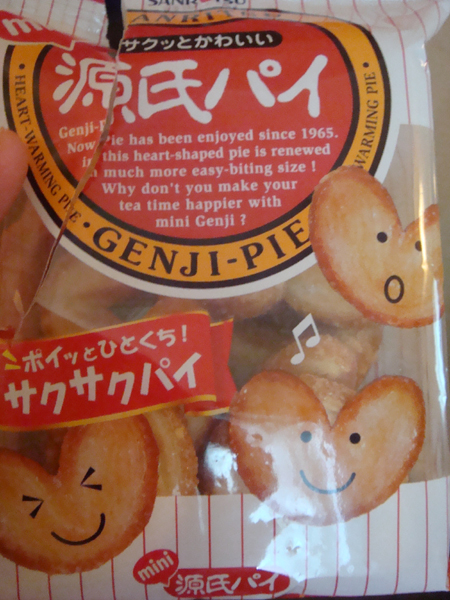 mini
サクッとかわいい
源氏パイ
Genji-Pie has been enjoyed since 1965.
Now this heart-shaped pie is renewed
in much more easy-biting size !
Why don't you make your
tea time happier with
mini Genji ?
HEART-WARMING PIE
WARMING PIE
GENJI-PIE
ポイッとひとくち!
サクサクパイ
mini 源氏パイ